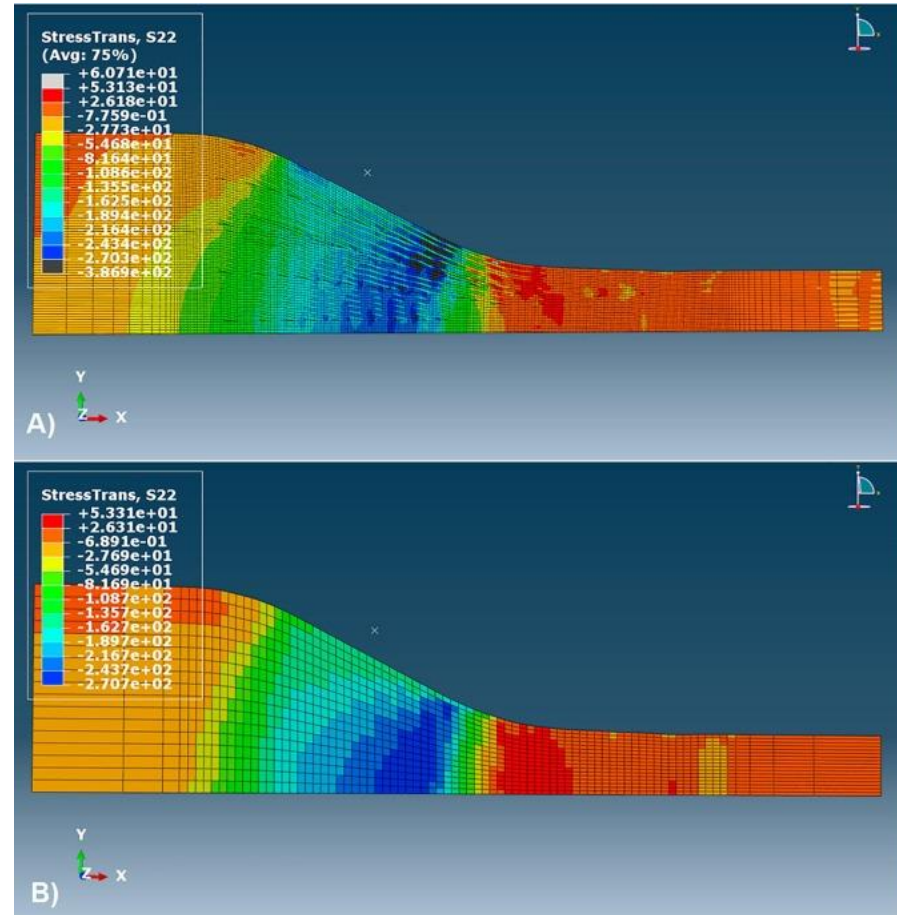 StressTrans, S22
(Avg: 75%)
+6.071e+01
+5.313e+01
+2.618e+01
-7.759e-01
-2.773e+01
-5.468e+01
-8.164e+01
-1.086e+02
-1.355e+02
-1.625e+02
-1.894e+02
-2.164e+02
-2.434e+02
-2.703e+02
-3.869e+02
Y
Z X
A)
StressTrans, S22
+5.331e+01
+2.631e+01
-6.891e-01
-2.769e+01
-5.469e+01
-8.169e+01
-1.087e+02
-1.357e+02
-1.627e+02
-1.897e+02
-2.167e+02
-2.437e+02
-2.707e+02
Y
Z X
B)